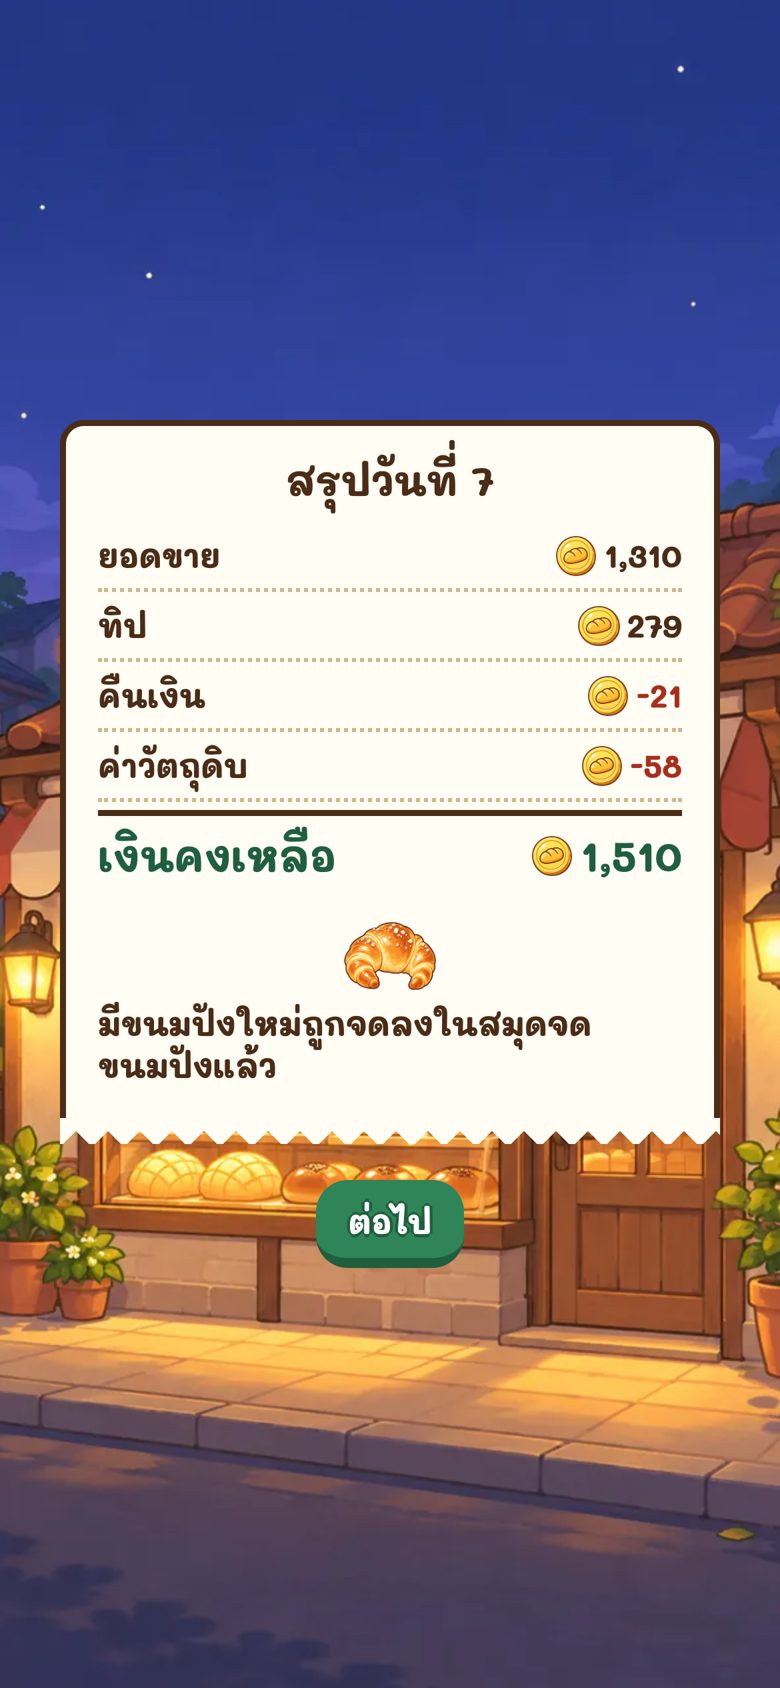 สรุปวันที่ 7
ยอดขาย 1,310
ทิป 279
คืนเงิน -21
ค่าวัตถุดิบ -58
เงินคงเหลือ 1,510
มีขนมปังใหม่ถูกจดลงในสมุดจด
ขนมปังแล้ว
ต่อไป